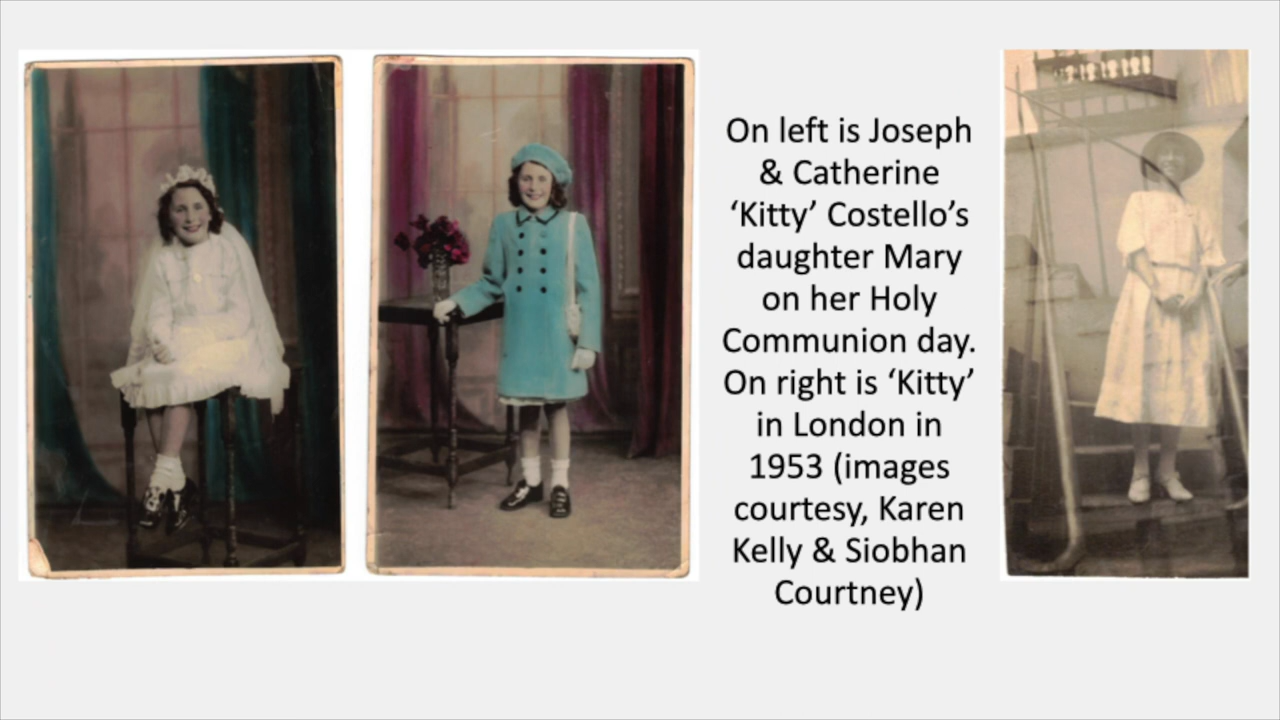 On left is Joseph
& Catherine
‘Kitty’ Costello’s
daughter Mary
on her Holy
Communion day.
On right is ‘Kitty’
in London in
1953 (images
courtesy, Karen
Kelly & Siobhan
Courtney)